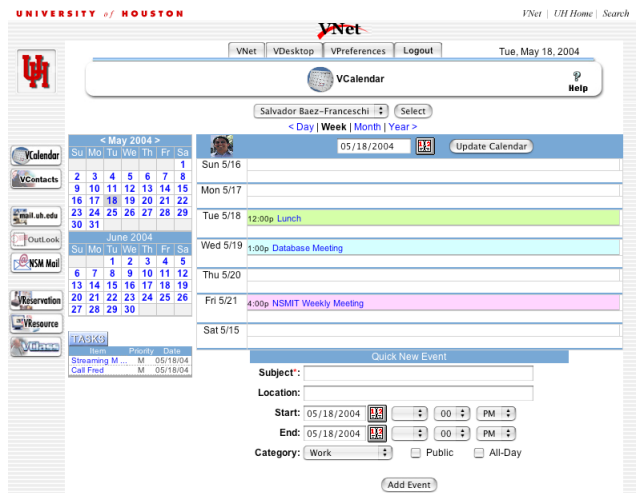 UNIVERSITY of HOUSTON
VNet | UH Home | Search
VNet
VNet VDesktop VPreferences Logout
Tue, May 18, 2004
VCalendar
Help
Salvador Baez-Franceschi Select
< Day | Week | Month | Year >
VCalendar
VContacts
mail.uh.edu
OutLook
NSM Mail
VReservation
VResource
VClass
< May 2004 >
Su Mo Tu We Th Fr Sa
1
2 3 4 5 6 7 8
9 10 11 12 13 14 15
16 17 18 19 20 21 22
23 24 25 26 27 28 29
30 31
June 2004
Su Mo Tu We Th Fr Sa
1 2 3 4 5
6 7 8 9 10 11 12
13 14 15 16 17 18 19
20 21 22 23 24 25 26
27 28 29 30
TASKS
Item Priority Date
Streaming M ... M 05/18/04
Call Fred M 05/18/04
05/18/2004 Update Calendar
Sun 5/16
Mon 5/17
Tue 5/18 12:00p Lunch
Wed 5/19 1:00p Database Meeting
Thu 5/20
Fri 5/21 4:00p NSMIT Weekly Meeting
Sat 5/15
Quick New Event
Subject*:
Location:
Start: 05/18/2004 00 PM
End: 05/18/2004 00 PM
Category: Work Public All-Day
Add Event